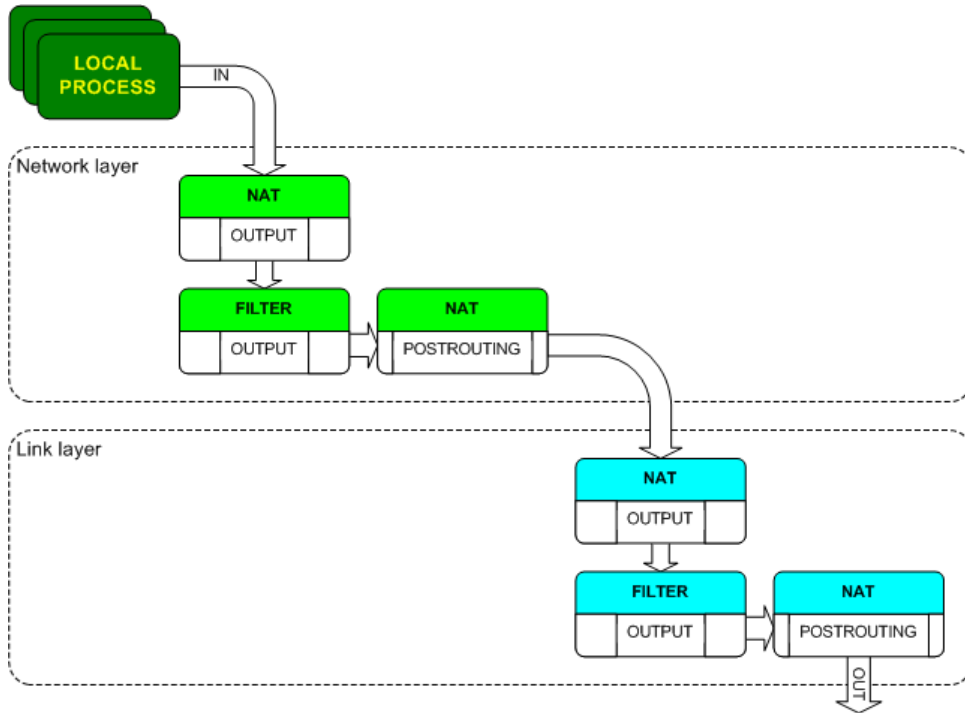 LOCAL
PROCESS
IN
Network layer
NAT
OUTPUT
FILTER
OUTPUT
NAT
POSTROUTING
Link layer
NAT
OUTPUT
FILTER
OUTPUT
NAT
POSTROUTING
OUT